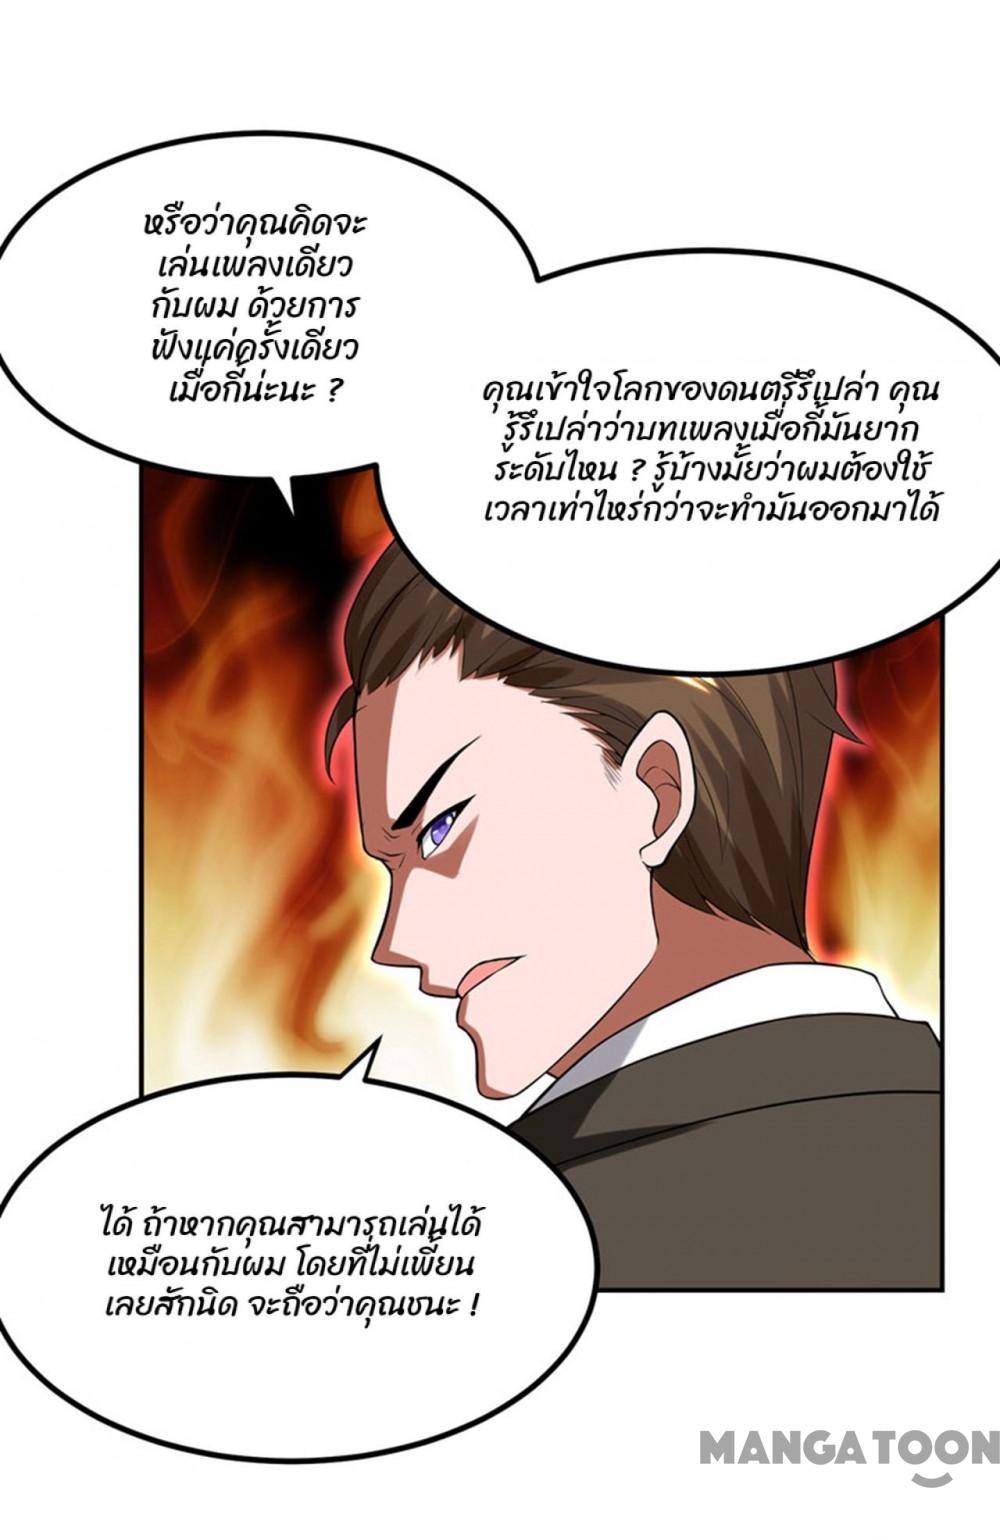 หรือว่าคุณคิดจะ
เล่นเพลงเดียว
กับผม ด้วยการ
ฟังแค่ครั้งเดียว
เมื่อกี้น่ะนะ ?
คุณเข้าใจโลกของดนตรีรึเปล่า คุณ
รู้รึเปล่าว่าบทเพลงเมื่อกี้มันยาก
ระดับไหน ? รู้บ้างมั้ยว่าผมต้องใช้
เวลาเท่าไหร่กว่าจะทำมันออกมาได้
ได้ ถ้าหากคุณสามารถเล่นได้
เหมือนกับผม โดยที่ไม่เพี้ยน
เลยสักนิด จะถือว่าคุณชนะ !
MANGATOON